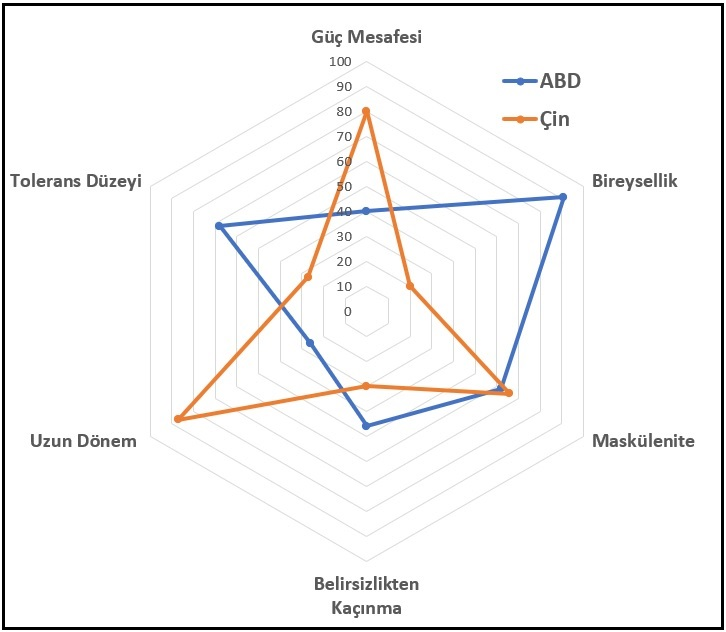 Güç Mesafesi
100
90
80
70
60
50
40
30
20
10
0
ABD
Çin
Bireysellik
Maskülenite
Belirsizlikten
Kaçınma
Uzun Dönem
Tolerans Düzeyi